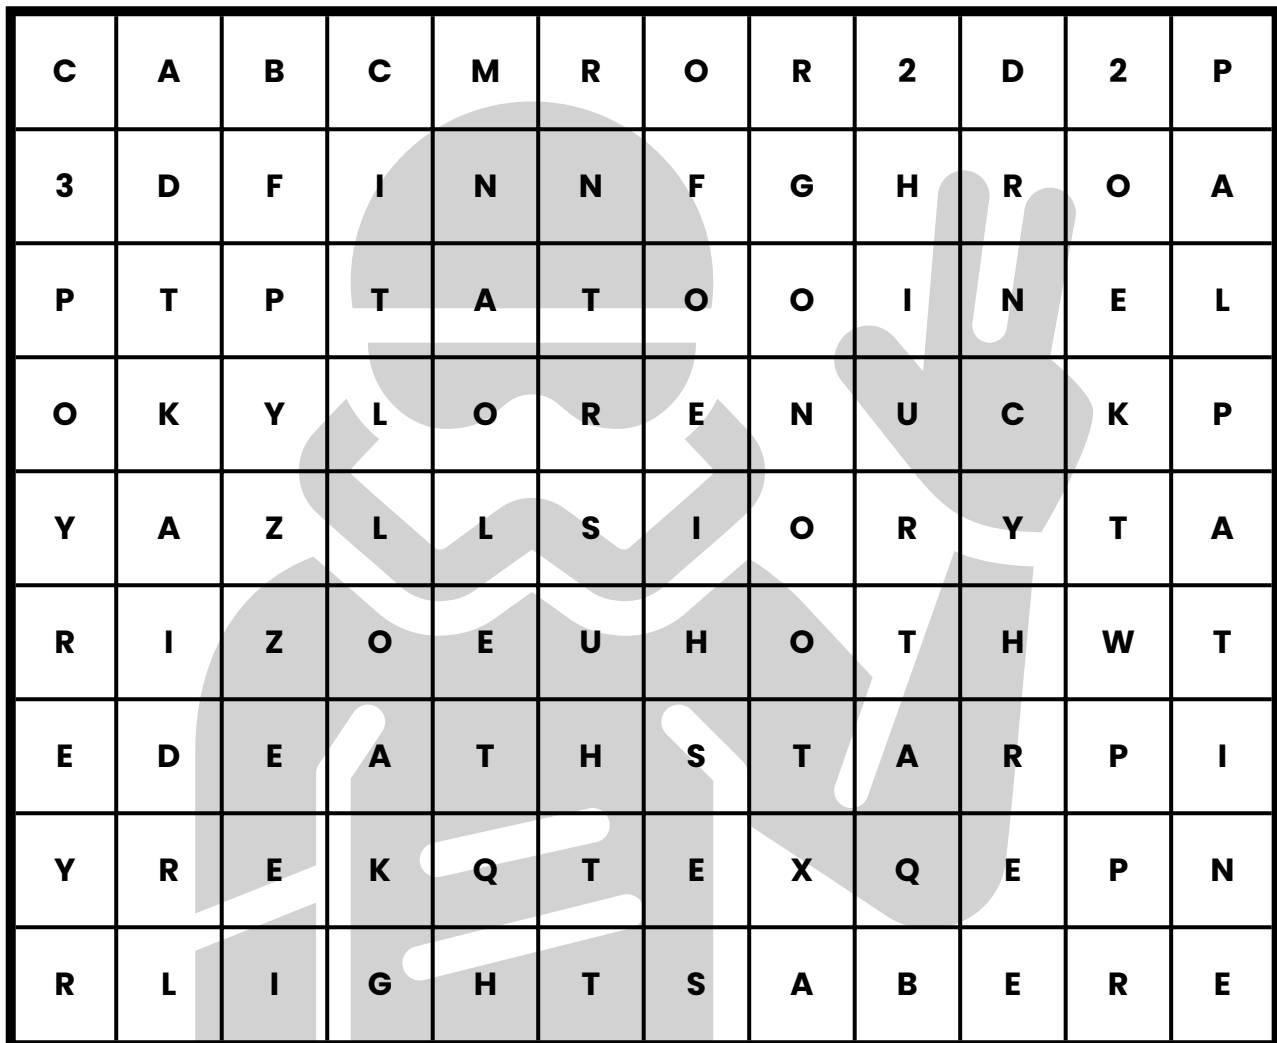 C A B C M R O R 2 D 2 P
3 D F I N N F G H R O A
P T P T A T O O I N E L
O K Y L O R E N U C K P
Y A Z L L S I O R Y T A
R I Z O E U H O T H W T
E D E A T H S T A R P I
Y R E K Q T E X Q E P N
R L I G H T S A B E R E